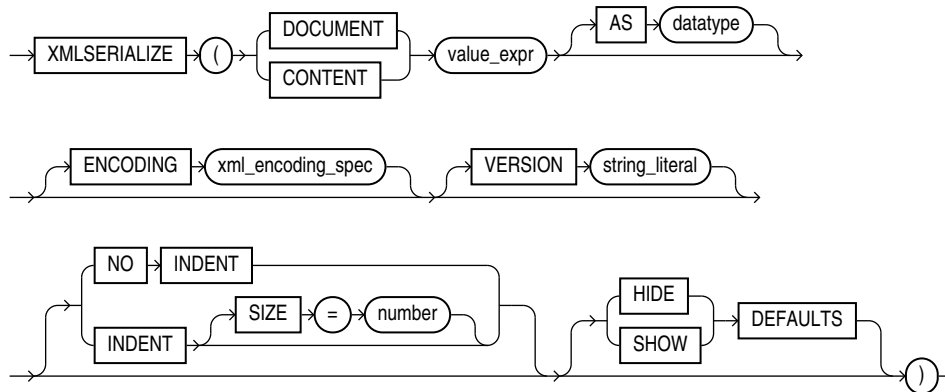 AS datatype
DOCUMENT
XMLSERIALIZE ( value_expr
CONTENT
ENCODING xml_encoding_spec VERSION string_literal
NO INDENT
HIDE
SIZE = number DEFAULTS
INDENT SHOW
)